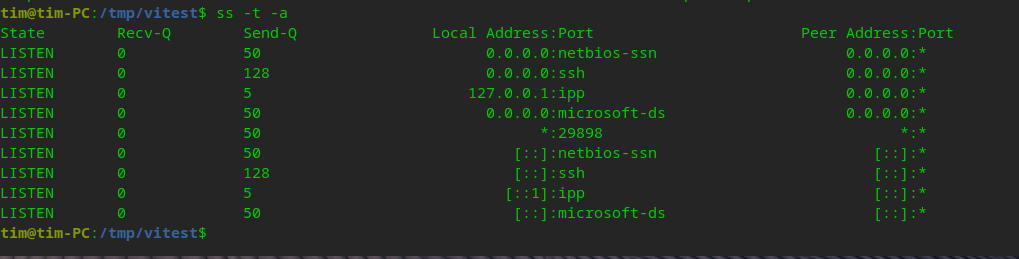 tim@tim-PC:/tmp/vitest$ ss -t -a
State Recv-Q Send-Q Local Address:Port Peer Address:Port
LISTEN 0 50 0.0.0.0:netbios-ssn 0.0.0.0:*
LISTEN 0 128 0.0.0.0:ssh 0.0.0.0:*
LISTEN 0 5 127.0.0.1:ipp 0.0.0.0:*
LISTEN 0 50 0.0.0.0:microsoft-ds 0.0.0.0:*
LISTEN 0 50 *:29898 *:*
LISTEN 0 50 [::]:netbios-ssn [::]:*
LISTEN 0 128 [::]:ssh [::]:*
LISTEN 0 5 [::1]:ipp [::]:*
LISTEN 0 50 [::]:microsoft-ds [::]:*
tim@tim-PC:/tmp/vitest$